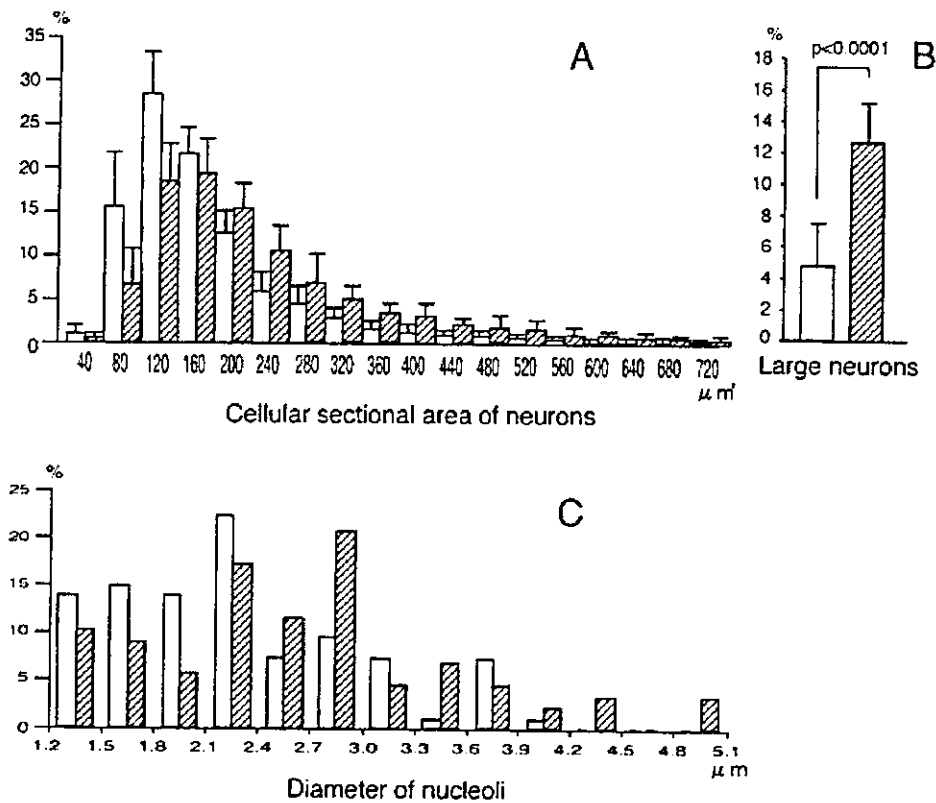 %
35
30
25
20
15
10
5
0
A
40 80 120 160 200 240 280 320 360 400 440 480 520 560 600 640 680 720
μm²
Cellular sectional area of neurons
%
18
16
14
12
10
8
6
4
2
0
p<0.0001
B
Large neurons
%
25
20
15
10
5
0
C
1.2 1.5 1.8 2.1 2.4 2.7 3.0 3.3 3.6 3.9 4.2 4.5 4.8 5.1
μm
Diameter of nucleoli